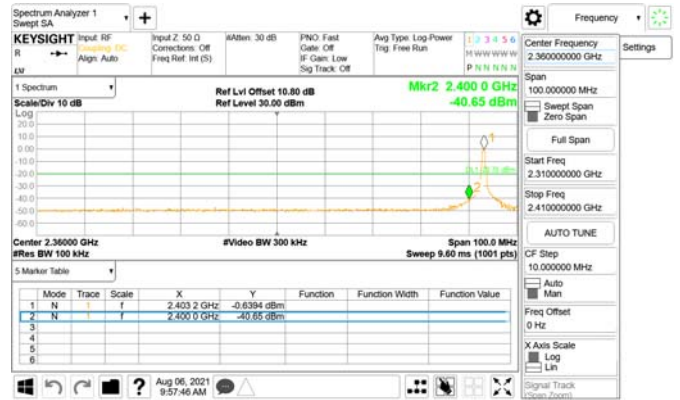 Spectrum Analyzer 1
Swept SA
Frequency
Settings
KEYSIGHT
R
Input: RF
Coupling: DC
Align: Auto
Input Z: 50 Ω
Corrections: Off
Freq Ref: Int (S)
#Atten: 30 dB
PNO: Fast
Gate: Off
IF Gain: Low
Sig Track: Off
Avg Type: Log-Power
Trig: Free Run
1 2 3 4 5 6
M W W W W W
P N N N N N
1 Spectrum
Scale/Div 10 dB
Log
Ref Lvl Offset 10.80 dB
Ref Level 30.00 dBm
Mkr2 2.400 0 GHz
-40.65 dBm
20.0
10.0
0.00
-10.0
-20.0
-30.0
-40.0
-50.0
-60.0
1
2
Center 2.36000 GHz
#Res BW 100 kHz
#Video BW 300 kHz
Span 100.0 MHz
Sweep 9.60 ms (1001 pts)
5 Marker Table
Mode Trace Scale X Y Function Function Width Function Value
1 N 1 f 2.403 2 GHz -0.6394 dBm
2 N 1 f 2.400 0 GHz -40.65 dBm
3
4
5
6
Aug 06, 2021
9:57:46 AM
Center Frequency
2.360000000 GHz
Span
100.000000 MHz
Swept Span
Zero Span
Full Span
Start Freq
2.310000000 GHz
Stop Freq
2.410000000 GHz
AUTO TUNE
CF Step
10.000000 MHz
Auto
Man
Freq Offset
0 Hz
X Axis Scale
Log
Lin
Signal Track
(Span Zoom)